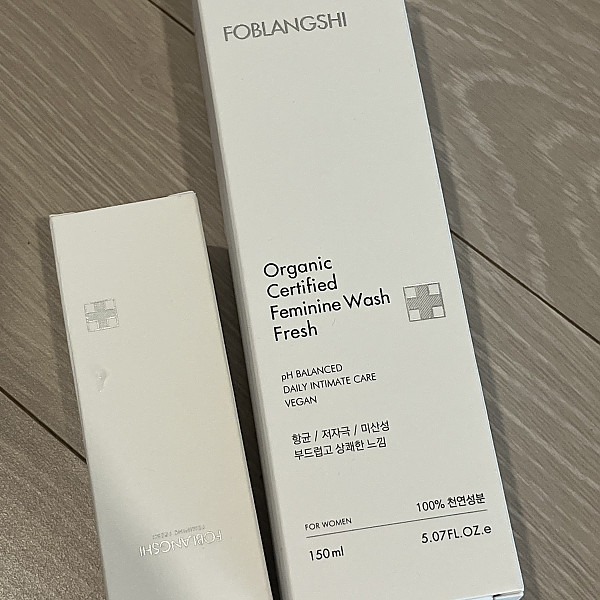 FOBLANGSHI
Organic
Certified
Feminine Wash
Fresh
pH BALANCED
DAILY INTIMATE CARE
VEGAN
항균 / 저자극 / 미산성
부드럽고 상쾌한 느낌
FOR WOMEN
100% 천연성분
150ml
5.07FL.OZ.e
FOBLANGSHI